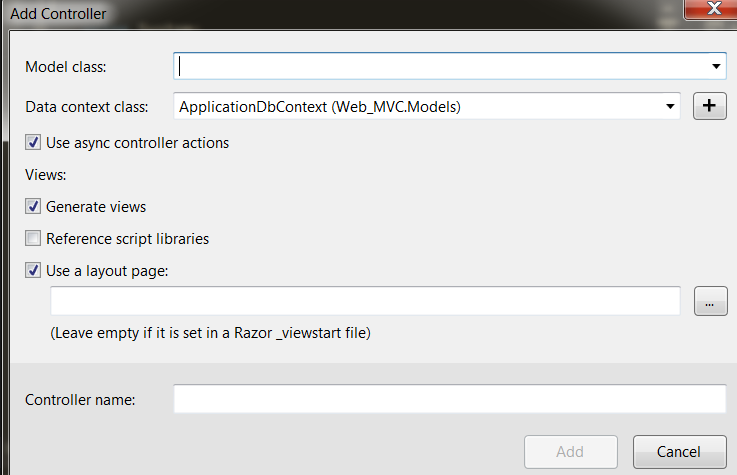 Add Controller
Model class:
Data context class: ApplicationDbContext (Web_MVC.Models)
Use async controller actions
Views:
Generate views
Reference script libraries
Use a layout page:
...
(Leave empty if it is set in a Razor _viewstart file)
Controller name:
Add Cancel